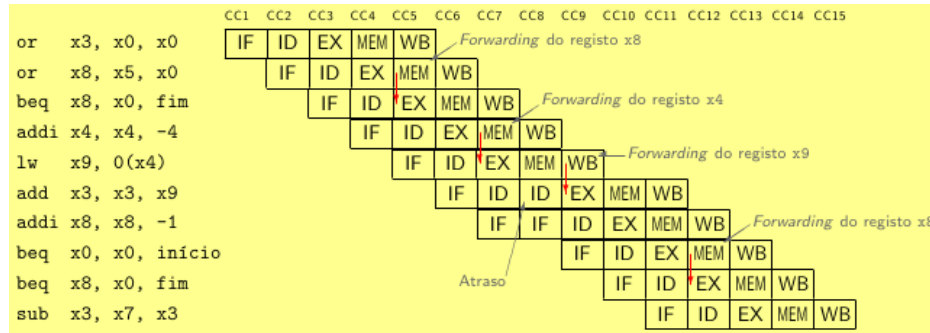 CC1 CC2 CC3 CC4 CC5 CC6 CC7 CC8 CC9 CC10 CC11 CC12 CC13 CC14 CC15
or x3, x0, x0 IF ID EX MEM WB Forwarding do registo x8
or x8, x5, x0 IF ID EX MEM WB
beq x8, x0, fim IF ID EX MEM WB Forwarding do registo x4
addi x4, x4, -4 IF ID EX MEM WB
lw x9, 0(x4) IF ID EX MEM WB Forwarding do registo x9
add x3, x3, x9 IF ID ID EX MEM WB
addi x8, x8, -1 IF IF ID EX MEM WB Forwarding do registo x8
beq x0, x0, início IF ID EX MEM WB
beq x8, x0, fim Atraso IF ID EX MEM WB
sub x3, x7, x3 IF ID EX MEM WB